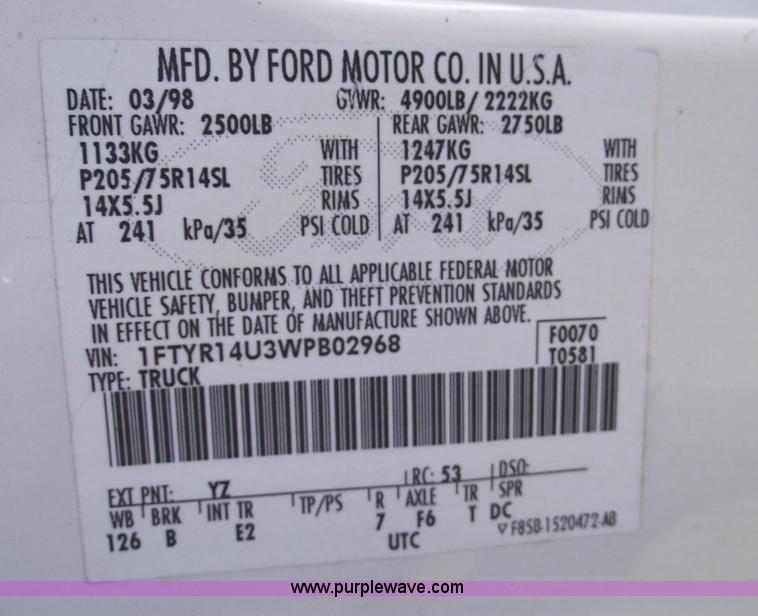 MFD. BY FORD MOTOR CO. IN U.S.A.
DATE: 03/98 GVWR: 4900LB/ 2222KG
FRONT GAWR: 2500LB REAR GAWR: 2750LB
1133KG WITH 1247KG WITH
P205/75R14SL TIRES P205/75R14SL TIRES
14X5.5J RIMS 14X5.5J RIMS
AT 241 kPa/35 PSI COLD AT 241 kPa/35 PSI COLD
THIS VEHICLE CONFORMS TO ALL APPLICABLE FEDERAL MOTOR
VEHICLE SAFETY, BUMPER, AND THEFT PREVENTION STANDARDS
IN EFFECT ON THE DATE OF MANUFACTURE SHOWN ABOVE.
VIN: 1FTYR14U3WPB02968 F0070
TYPE: TRUCK T0581
EXT PNT: YZ RC: 53 DSO:
WB BRK INT TR TP/PS R AXLE TR SPR
126 B E2 7 F6 T DC
UTC F85B-1520472-AB
www.purplewave.com